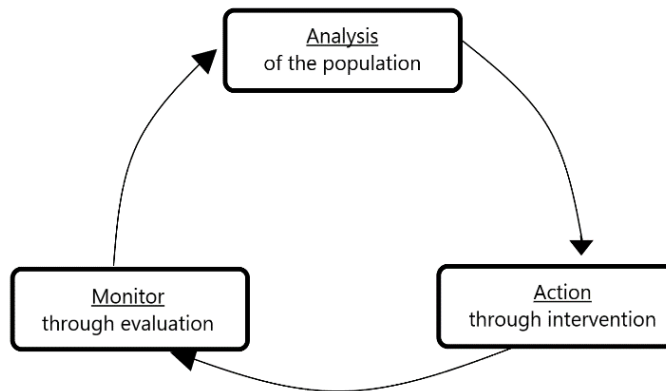 Analysis
of the population
Action
through intervention
Monitor
through evaluation